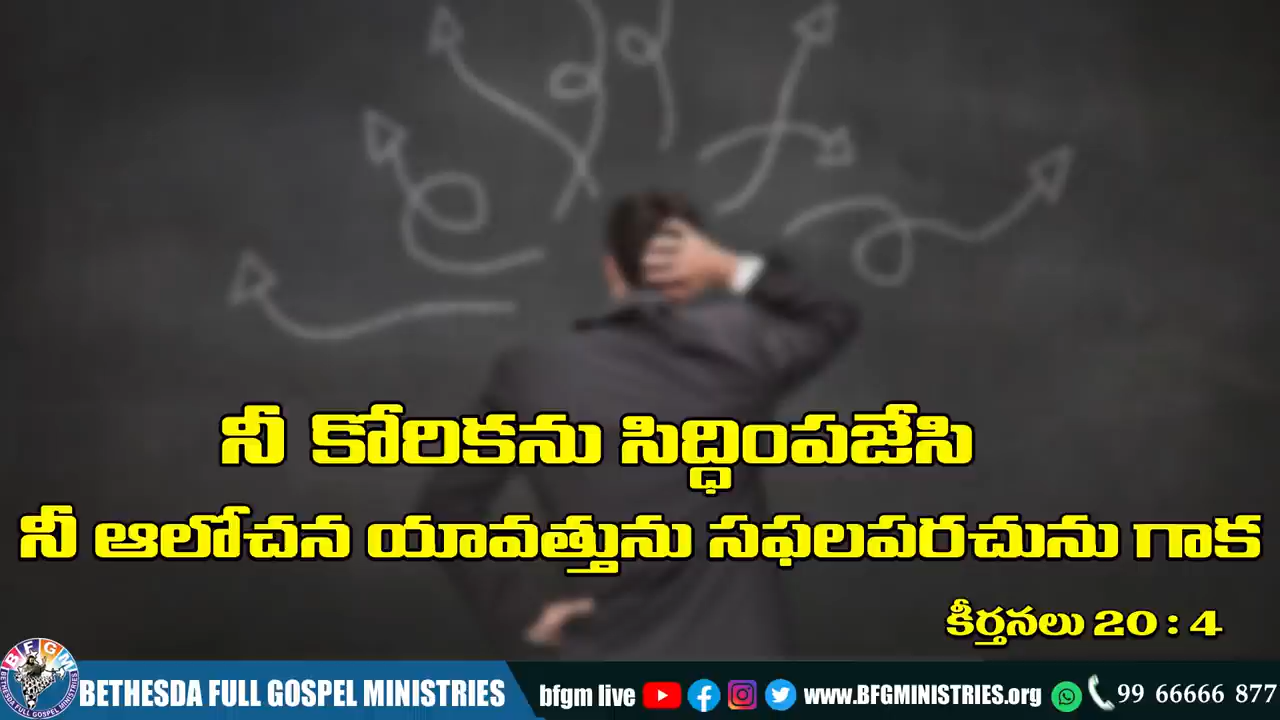 నీ కోరికను సిద్ధింపజేసి
నీ ఆలోచన యావత్తును సఫలపరచును గాక
కీర్తనలు 20 : 4
BFGM
BETHESDA FULL GOSPEL MINISTRIES bfgm live www.BFGMINISTRIES.org 99 66666 877